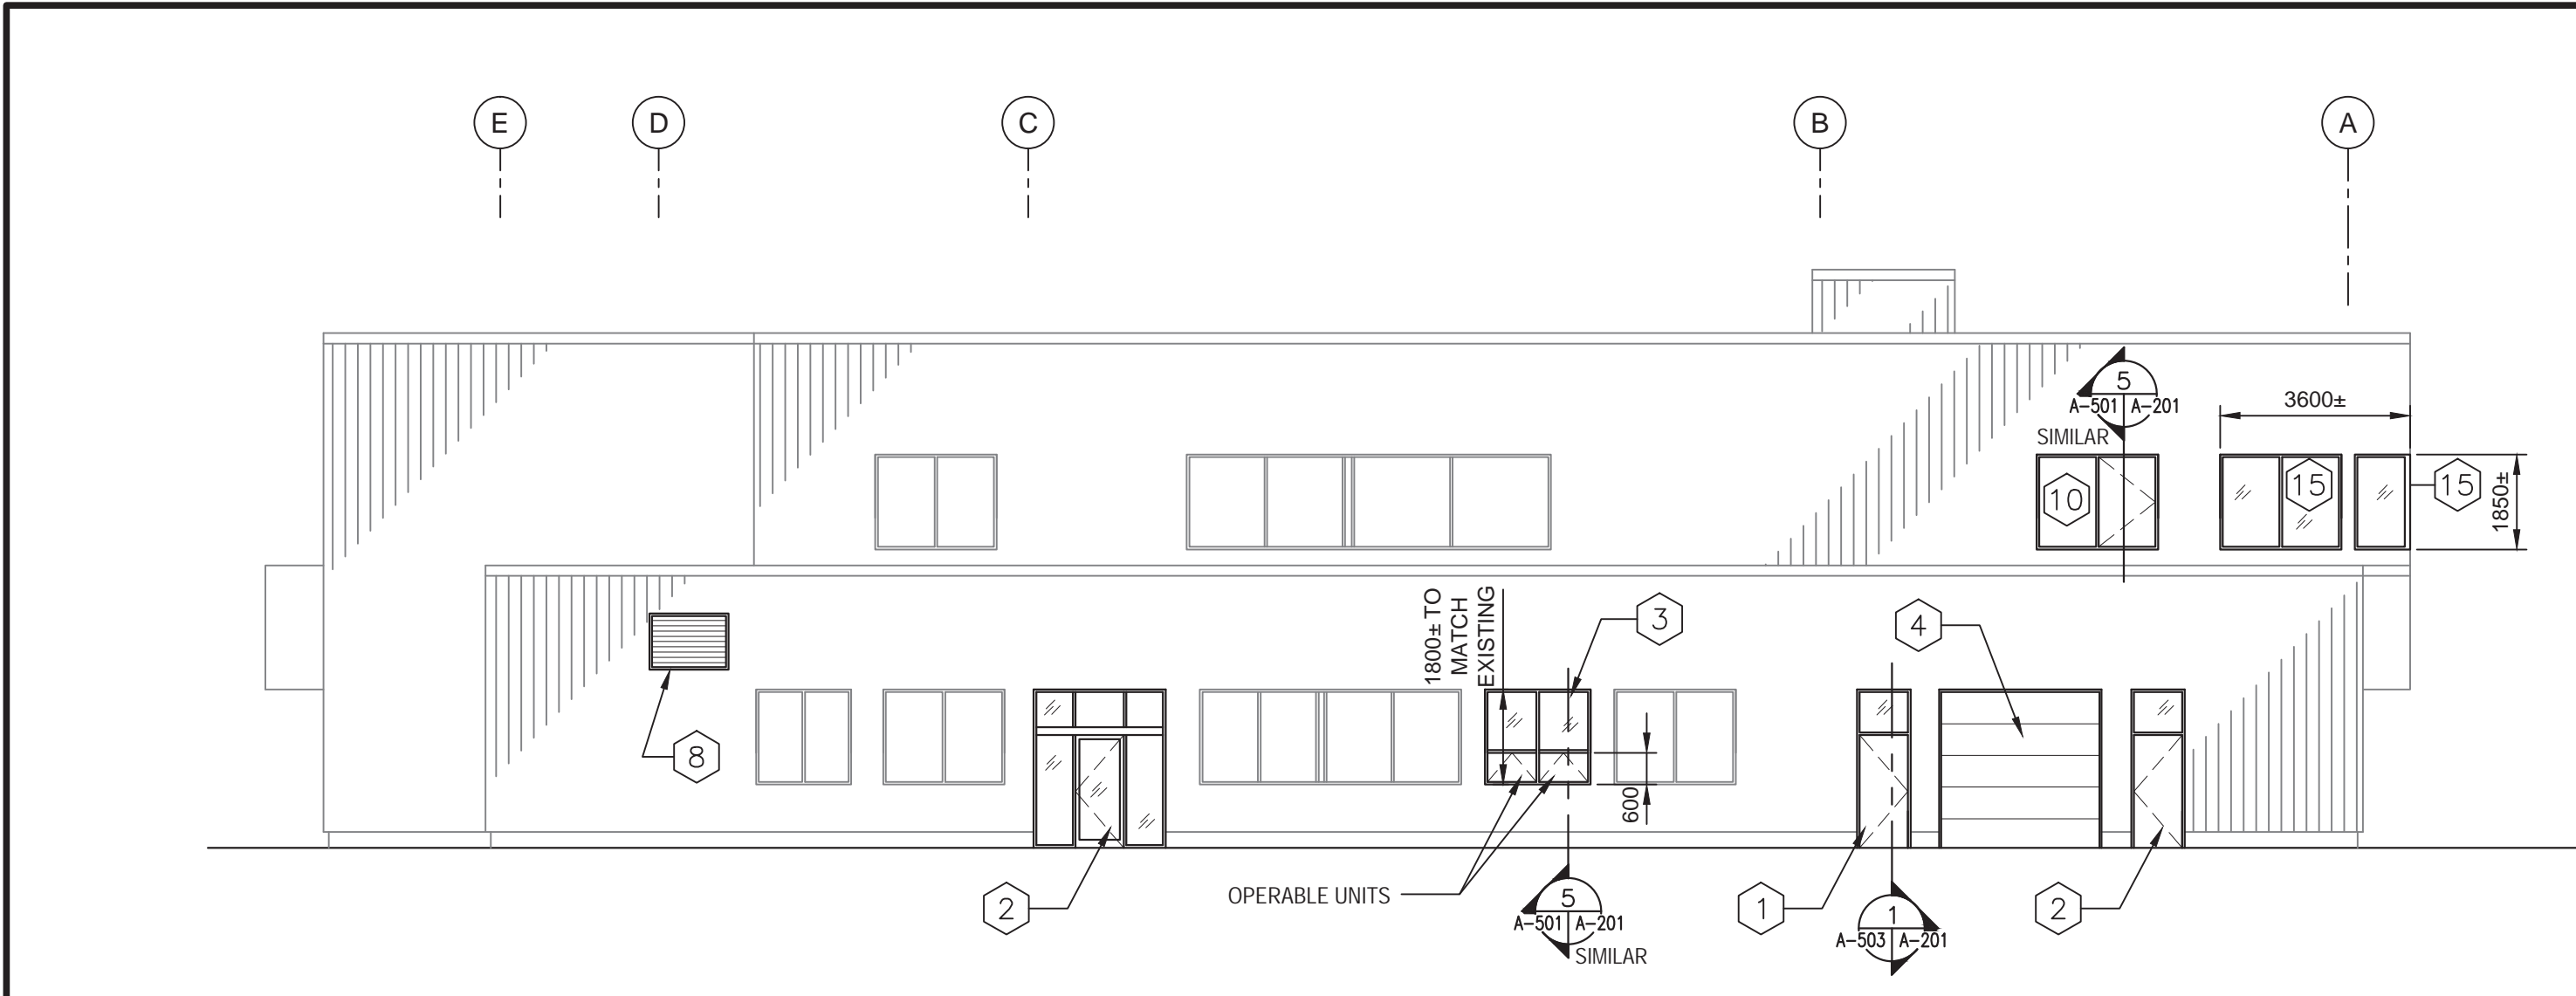 E
D
C
B
A
5
A-501 A-201
SIMILAR
3600±
10
15
15
1850±
1800± TO
MATCH
EXISTING
3
4
8
600
OPERABLE UNITS
2
5
A-501 A-201
SIMILAR
1
1
A-503 A-201
2